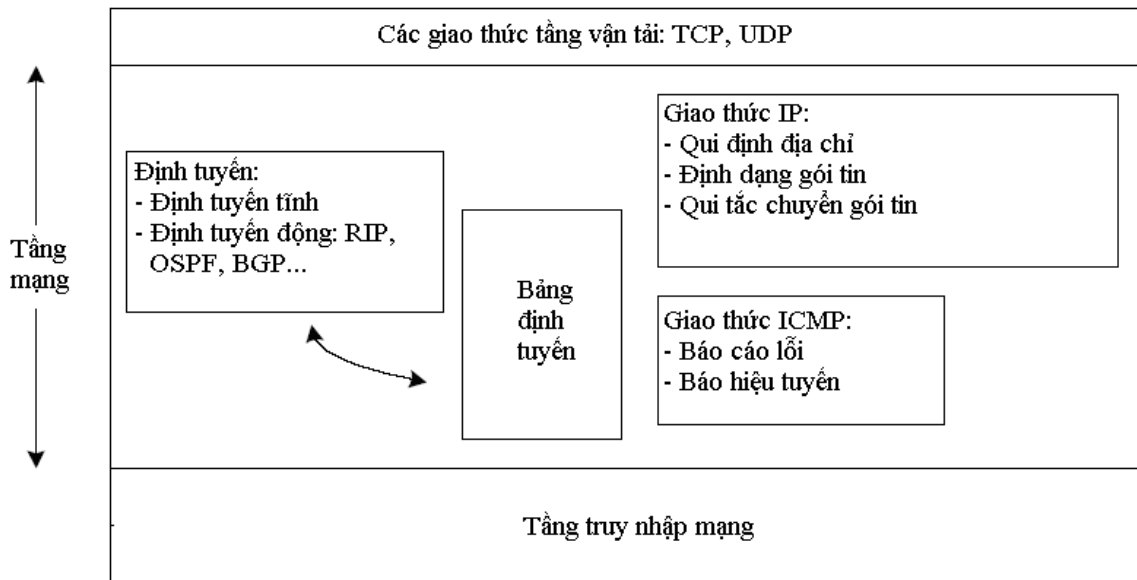 Các giao thức tầng vận tải: TCP, UDP
Tầng
mạng
Định tuyến:
- Định tuyến tĩnh
- Định tuyến động: RIP,
OSPF, BGP...
Bảng
định
tuyến
Giao thức IP:
- Qui định địa chỉ
- Định dạng gói tin
- Qui tắc chuyển gói tin
Giao thức ICMP:
- Báo cáo lỗi
- Báo hiệu tuyến
Tầng truy nhập mạng